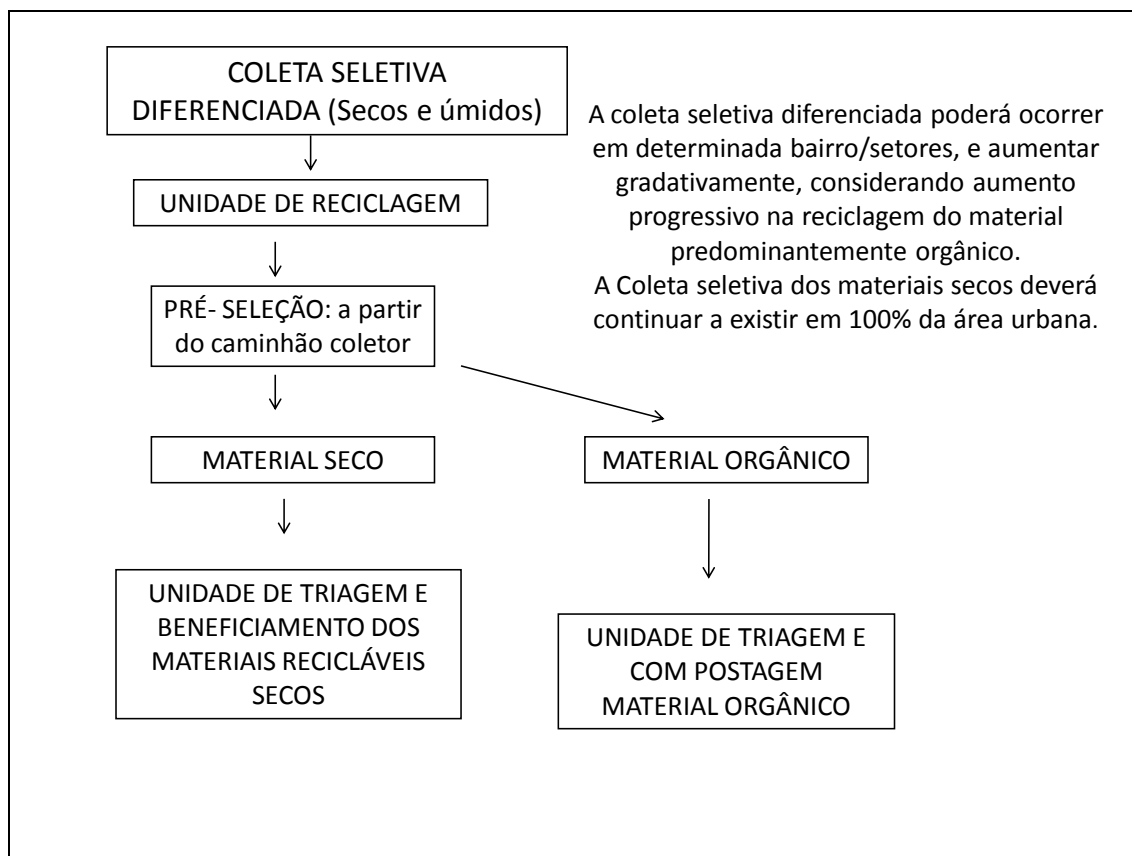 COLETA SELETIVA
DIFERENCIADA (Secos e úmidos)
A coleta seletiva diferenciada poderá ocorrer
em determinada bairro/setores, e aumentar
gradativamente, considerando aumento
progressivo na reciclagem do material
predominantemente orgânico.
A Coleta seletiva dos materiais secos deverá
continuar a existir em 100% da área urbana.
UNIDADE DE RECICLAGEM
PRÉ- SELEÇÃO: a partir
do caminhão coletor
MATERIAL SECO
MATERIAL ORGÂNICO
UNIDADE DE TRIAGEM E
BENEFICIAMENTO DOS
MATERIAIS RECICLÁVEIS
SECOS
UNIDADE DE TRIAGEM E
COM POSTAGEM
MATERIAL ORGÂNICO